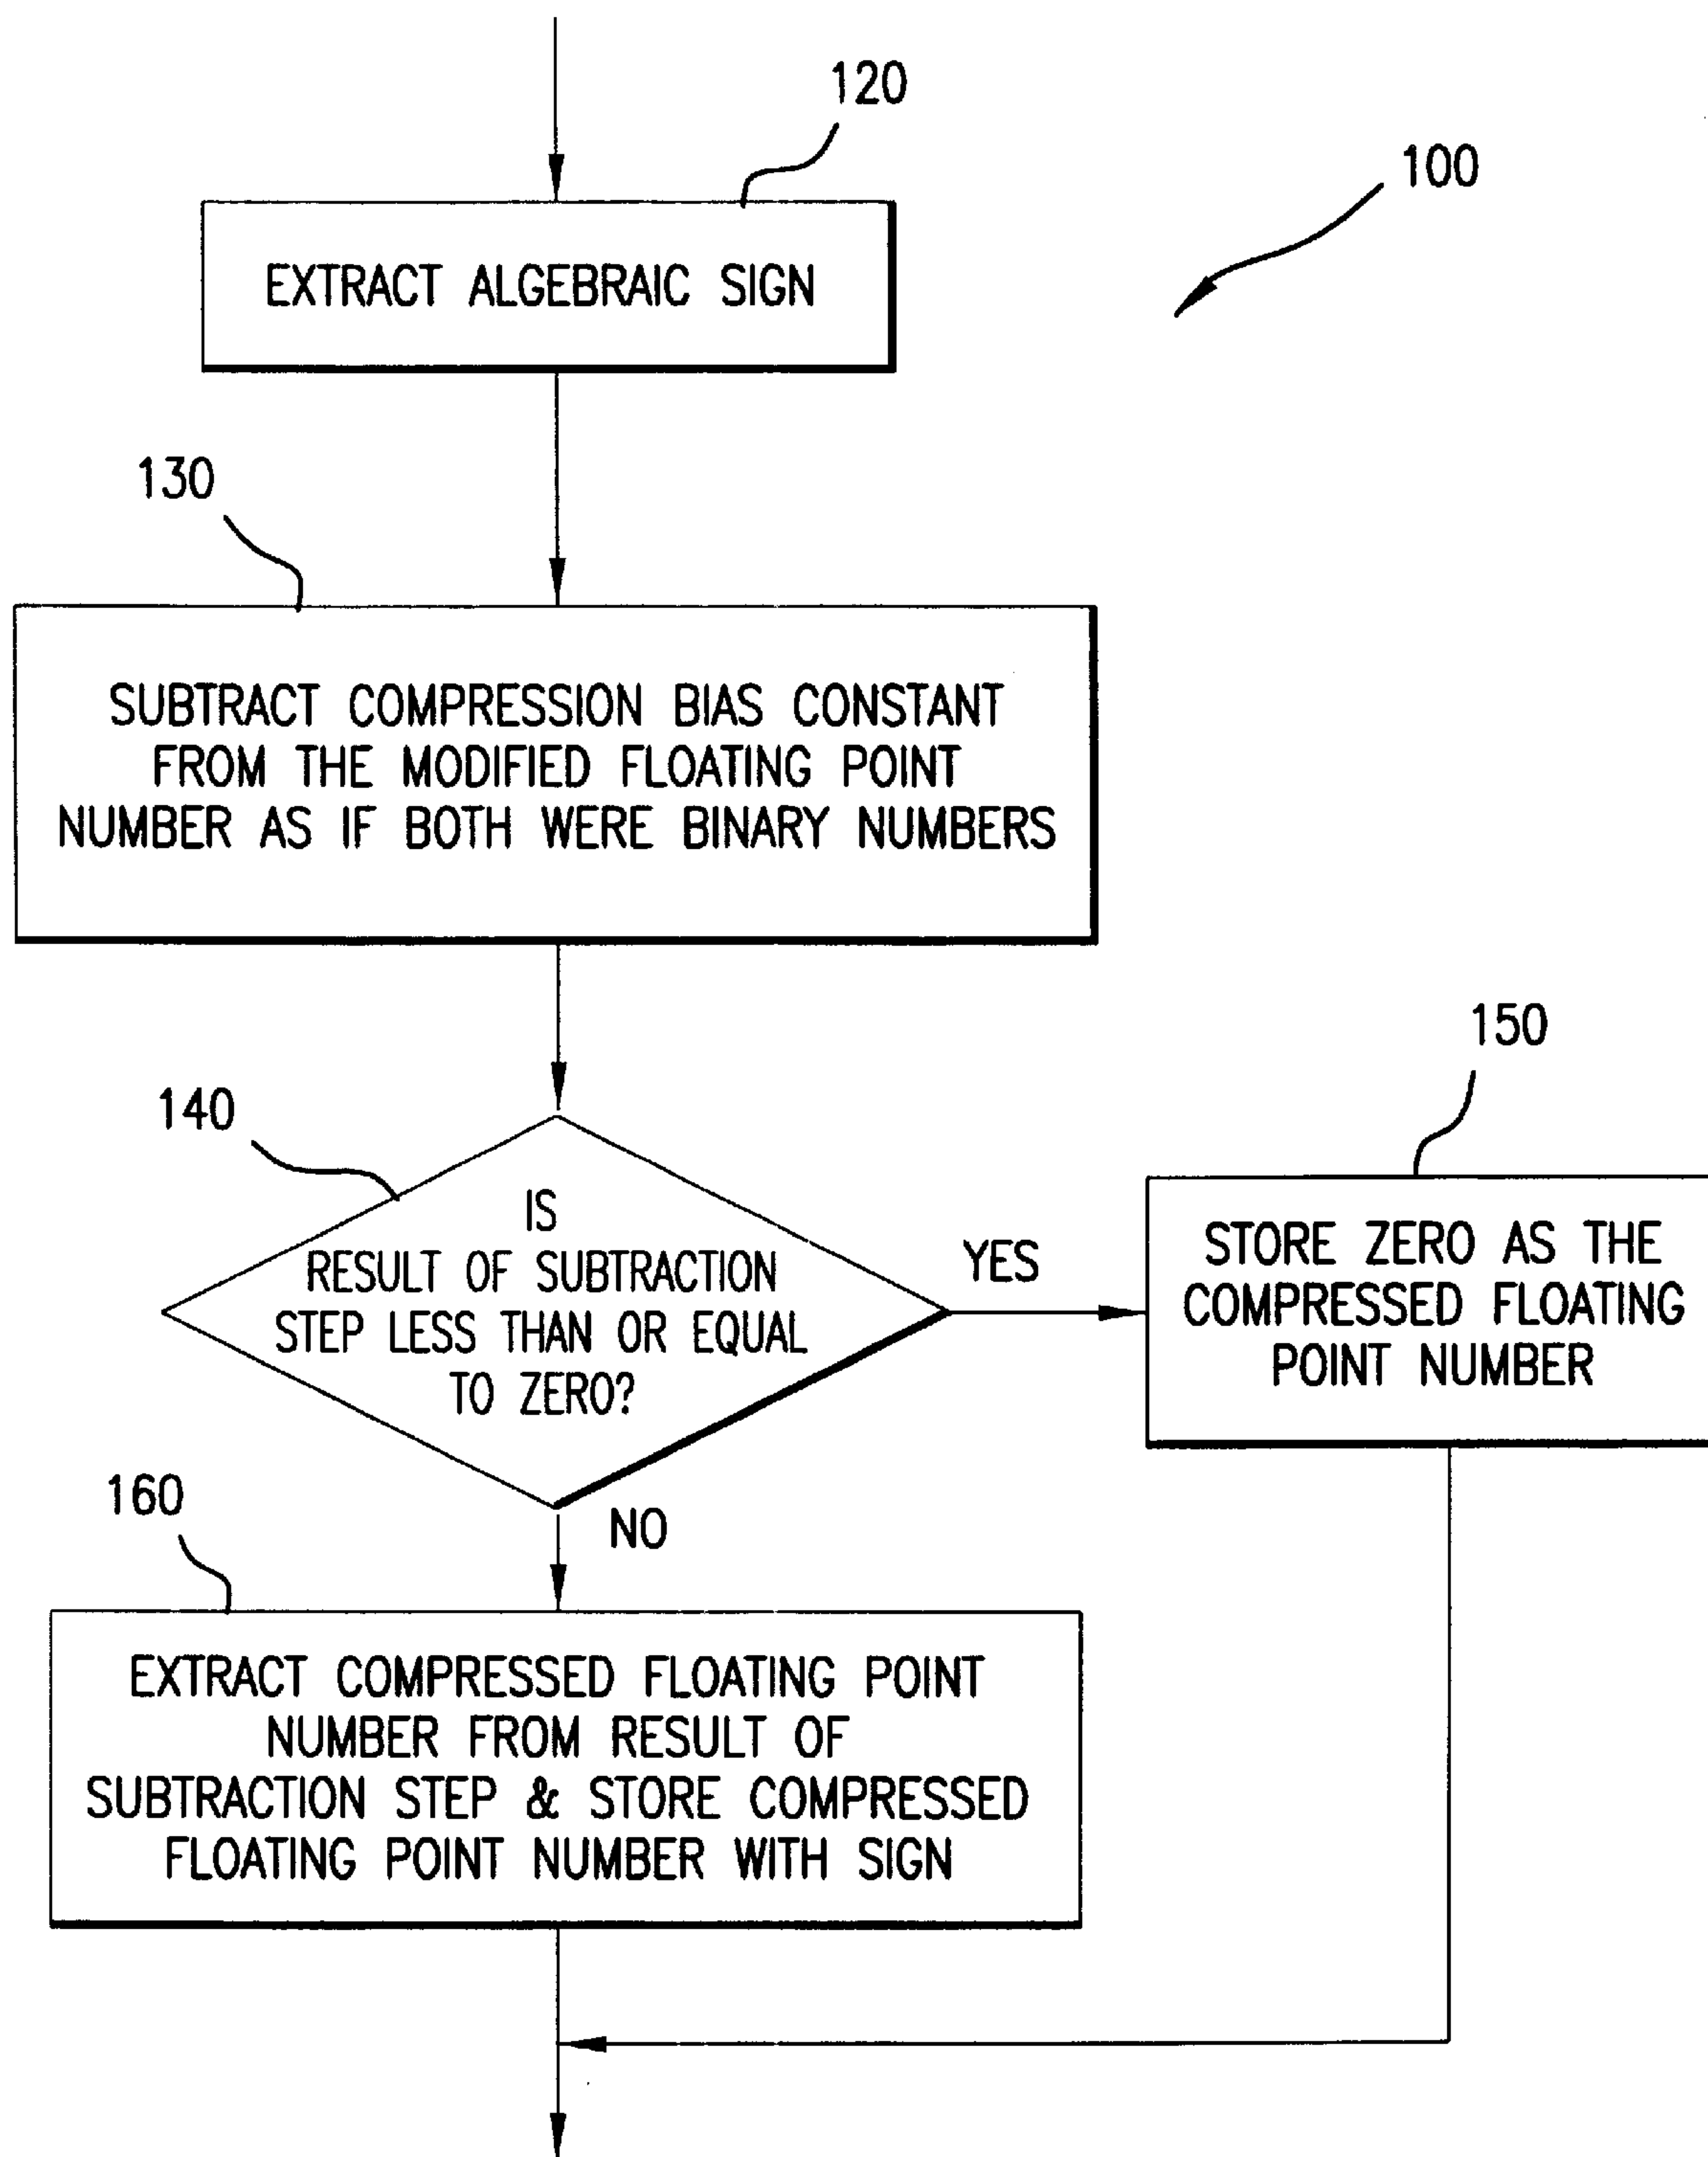 120
100
EXTRACT ALGEBRAIC SIGN
130
SUBTRACT COMPRESSION BIAS CONSTANT
FROM THE MODIFIED FLOATING POINT
NUMBER AS IF BOTH WERE BINARY NUMBERS
140
IS
RESULT OF SUBTRACTION
STEP LESS THAN OR EQUAL
TO ZERO?
YES
150
STORE ZERO AS THE
COMPRESSED FLOATING
POINT NUMBER
NO
160
EXTRACT COMPRESSED FLOATING POINT
NUMBER FROM RESULT OF
SUBTRACTION STEP & STORE COMPRESSED
FLOATING POINT NUMBER WITH SIGN